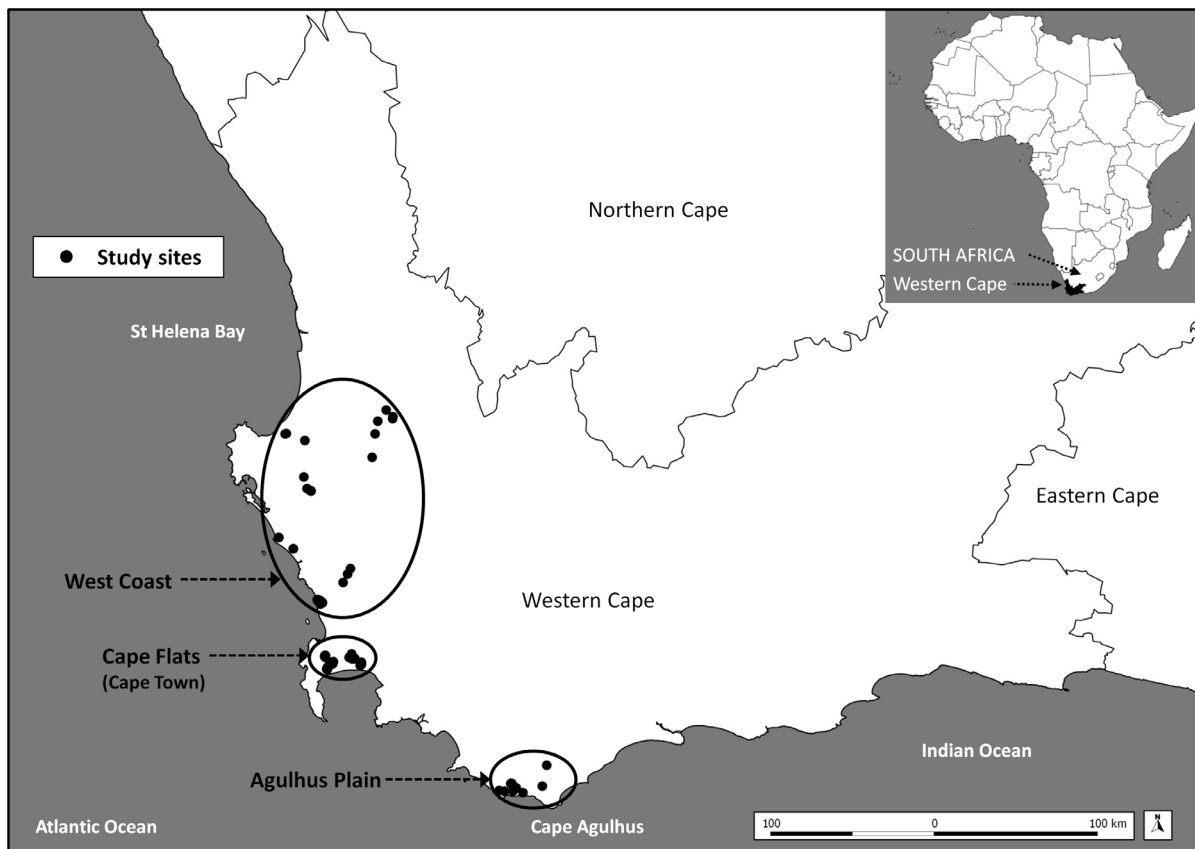 Northern Cape
SOUTH AFRICA
Western Cape
Study sites
St Helena Bay
Eastern Cape
West Coast
Western Cape
Cape Flats
(Cape Town)
Indian Ocean
Agulhus Plain
Atlantic Ocean
Cape Agulhus
100 0 100 km
N